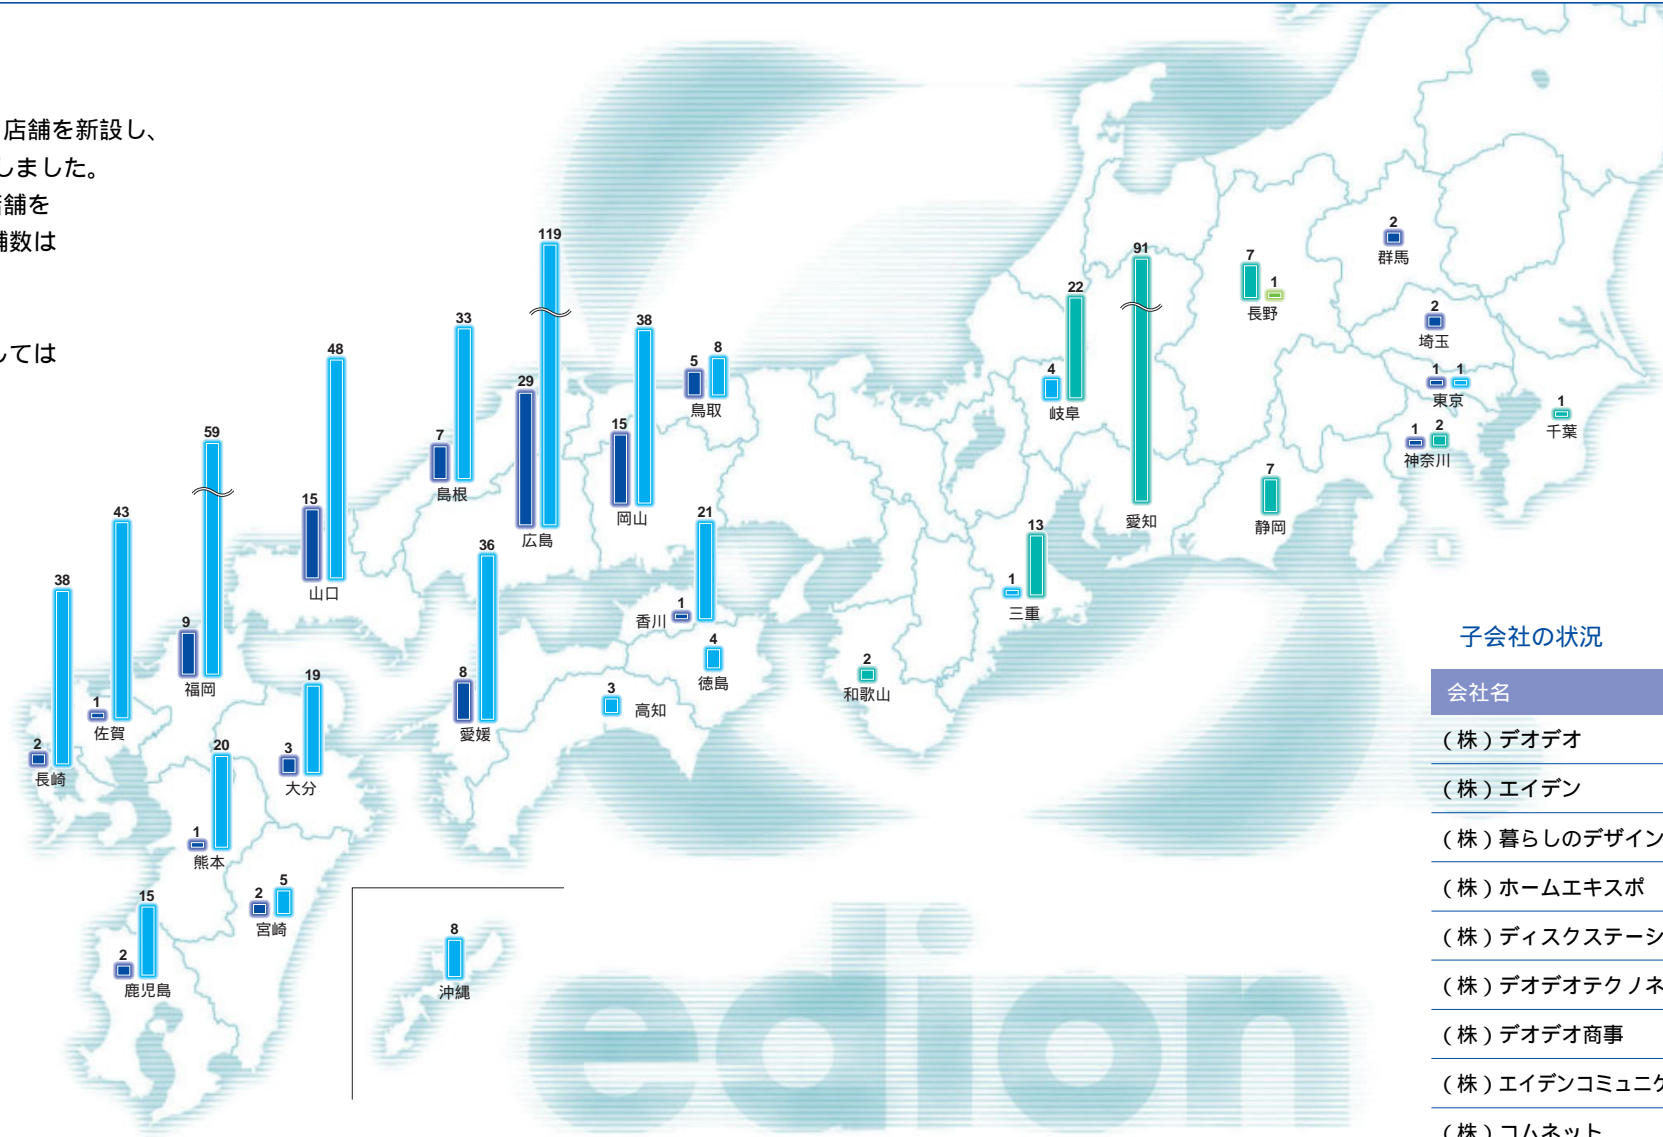 店舗を新設し、
しました。
店舗を
舗数は
しては
119
29
広島
33
7
島根
38
15
岡山
5
8
鳥取
48
15
山口
59
9
福岡
43
1
佐賀
38
2
長崎
19
3
大分
20
1
熊本
2
5
宮崎
15
2
鹿児島
8
沖縄
36
8
愛媛
21
1
香川
4
徳島
3
高知
2
和歌山
13
1
三重
22
4
岐阜
91
愛知
7
1
長野
7
静岡
2
群馬
2
埼玉
1
1
東京
1
2
神奈川
1
千葉
子会社の状況
会社名
（株）デオデオ
（株）エイデン
（株）暮らしのデザイン
（株）ホームエキスポ
（株）ディスクステーシ
（株）デオデオテクノネ
（株）デオデオ商事
（株）エイデンコミュニケ
（株）コムネット
edion